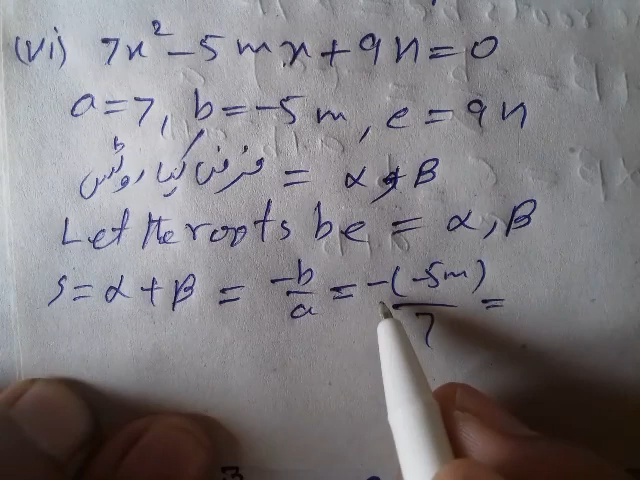 (vi) 7x² - 5mx + 9n = 0
a = 7, b = -5m, c = 9n
فرض کیا روٹس = α, β
Let the roots be = α, β
S = α + β = -b/a = -(-5m)/7 =